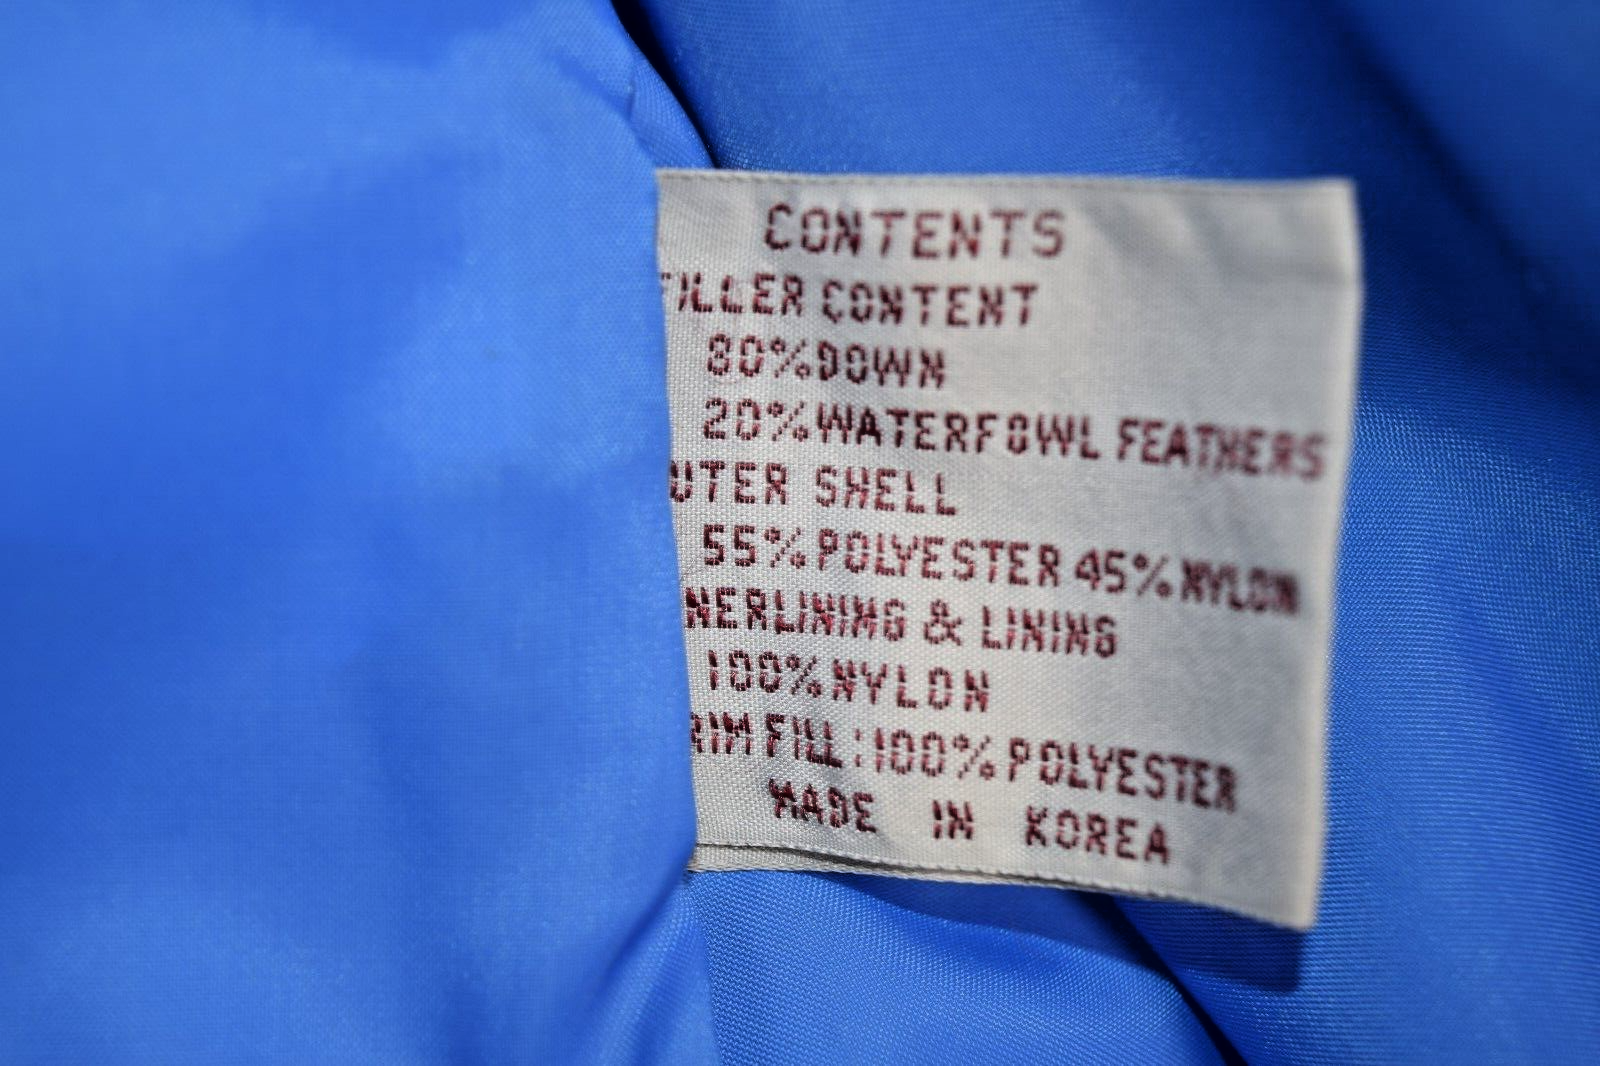 CONTENTS
FILLER CONTENT
80%DOWN
20%WATERFOWL FEATHERS
UTER SHELL
55%POLYESTER 45%NYLON
NERLINING & LINING
100%NYLON
RIM FILL:100%POLYESTER
MADE IN KOREA